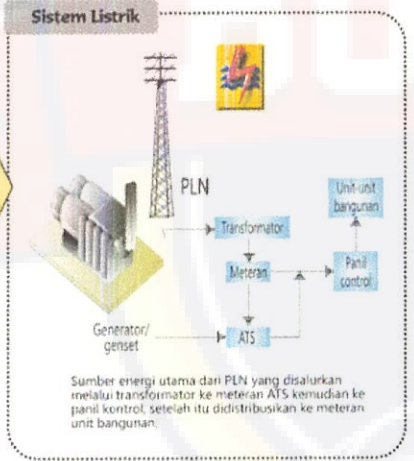 Sistem Listrik
PLN
Transformator
Unit-unit
bangunan
Meteran
Panil
control
Generator/
genset
ATS
Sumber energi utama dari PLN yang disalurkan
melalui transformator ke meteran ATS kemudian ke
panil kontrol, setelah itu didistribusikan ke meteran
unit bangunan.